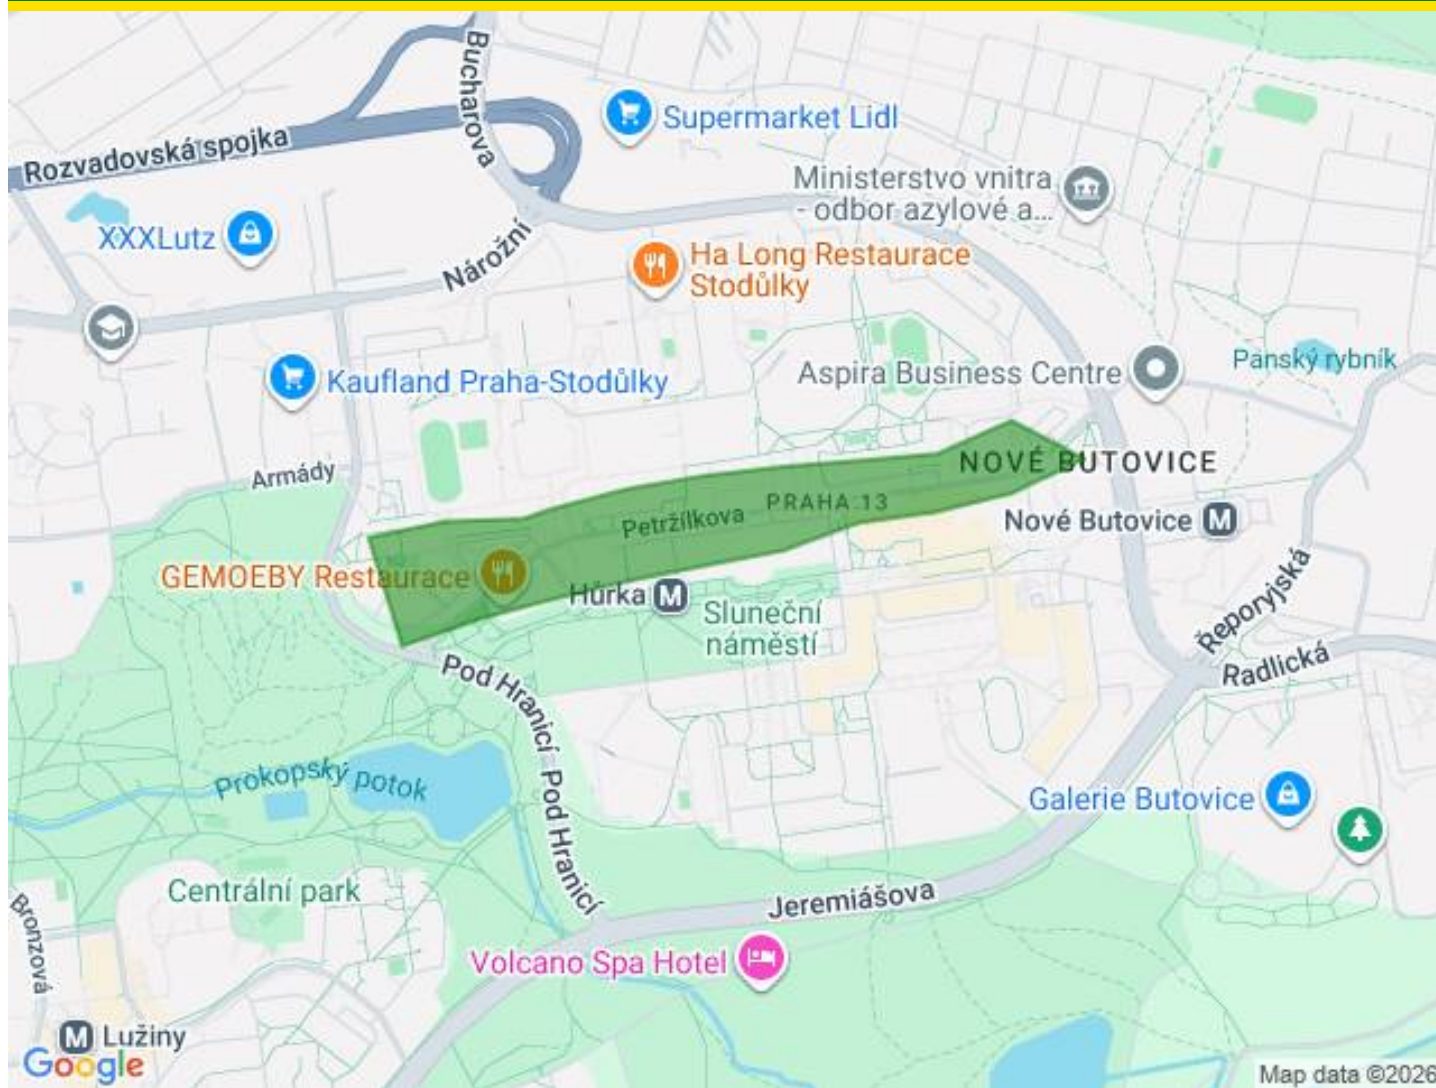 Bucharova
Supermarket Lidl
Rozvadovská spojka
Ministerstvo vnitra
- odbor azylové a...
XXXLutz
Nárožní
Ha Long Restaurace
Stodůlky
Panský rybník
Aspira Business Centre
Kaufland Praha-Stodůlky
Armády
NOVÉ BUTOVICE
PRAHA 13
Petržílkova
Nové Butovice M
GEMOEBY Restaurace
Hůrka M
Sluneční
náměstí
Řeporyjská
Radlická
Pod Hranicí
Pod Hranicí
Prokopský potok
Galerie Butovice
Centrální park
Jeremiášova
Bronzová
Volcano Spa Hotel
M Lužiny
Google
Map data ©2026